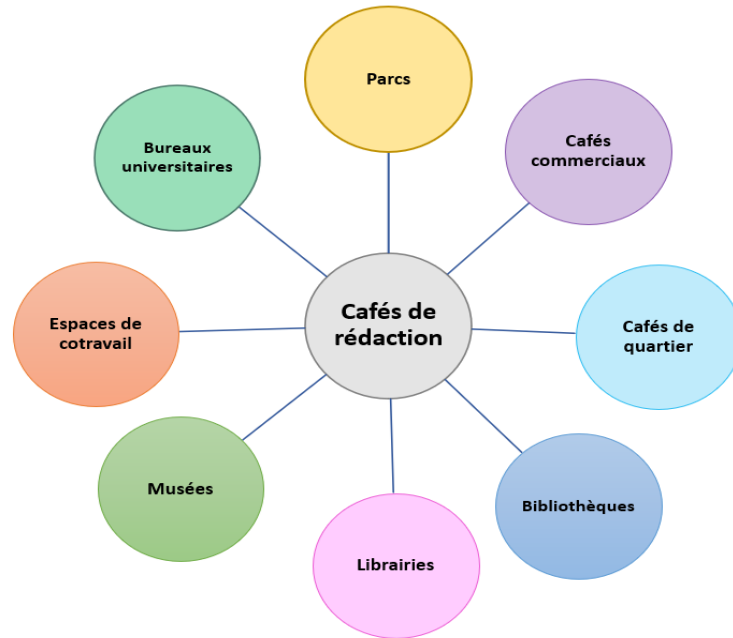 Parcs
Cafés
commerciaux
Cafés de
quartier
Bibliothèques
Librairies
Musées
Espaces de
cotravail
Bureaux
universitaires
Cafés de
rédaction